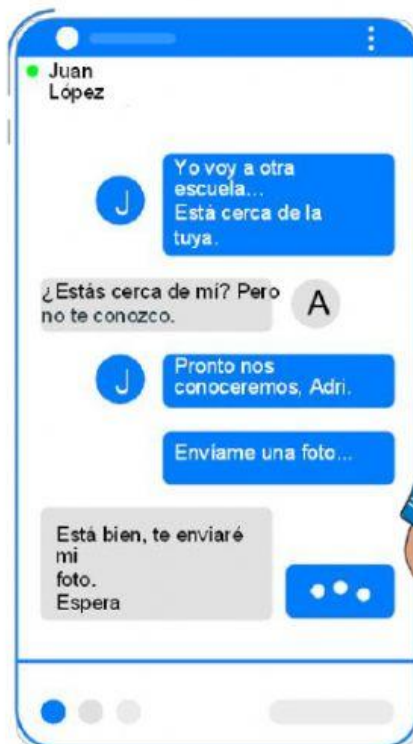 Juan
López
Yo voy a otra
escuela...
Está cerca de la
tuya.
J
¿Estás cerca de mí? Pero
no te conozco.
A
Pronto nos
conoceremos, Adri.
J
Envíame una foto...
Está bien, te enviaré
mi
foto.
Espera